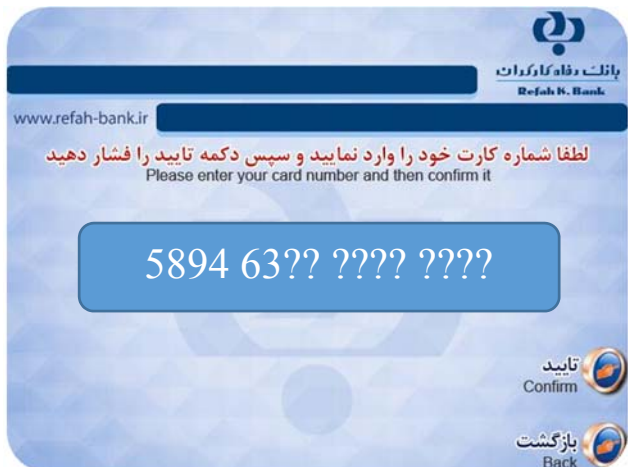 بانک رفاه کارگران
Refah K. Bank
www.refah-bank.ir
لطفا شماره کارت خود را وارد نمایید و سپس دکمه تایید را فشار دهید
Please enter your card number and then confirm it
5894 63?? ???? ????
تایید
Confirm
بازگشت
Back